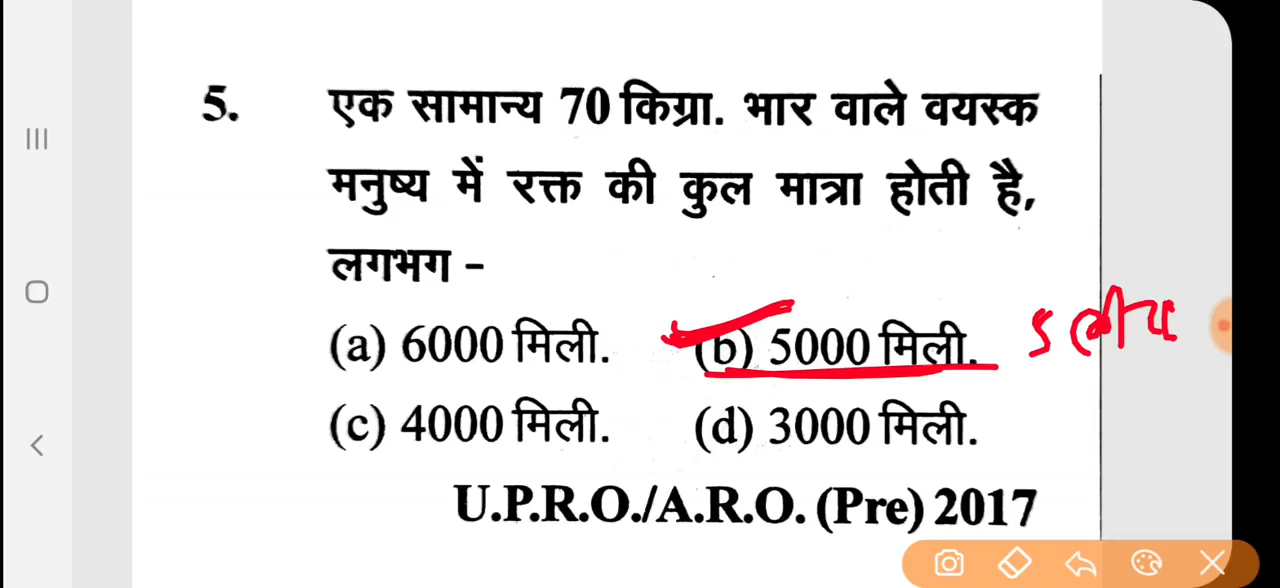 5. एक सामान्य 70 किग्रा. भार वाले वयस्क
मनुष्य में रक्त की कुल मात्रा होती है,
लगभग –
(a) 6000 मिली. (b) 5000 मिली.
(c) 4000 मिली. (d) 3000 मिली.
U.P.R.O./A.R.O. (Pre) 2017